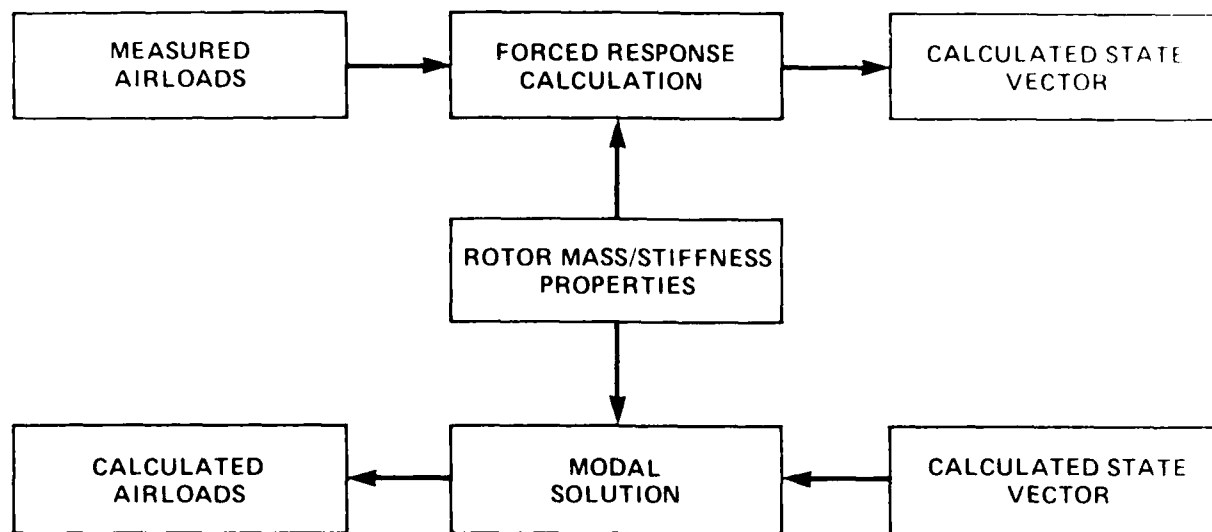 MEASURED
AIRLOADS
FORCED RESPONSE
CALCULATION
CALCULATED STATE
VECTOR
ROTOR MASS/STIFFNESS
PROPERTIES
CALCULATED
AIRLOADS
MODAL
SOLUTION
CALCULATED STATE
VECTOR